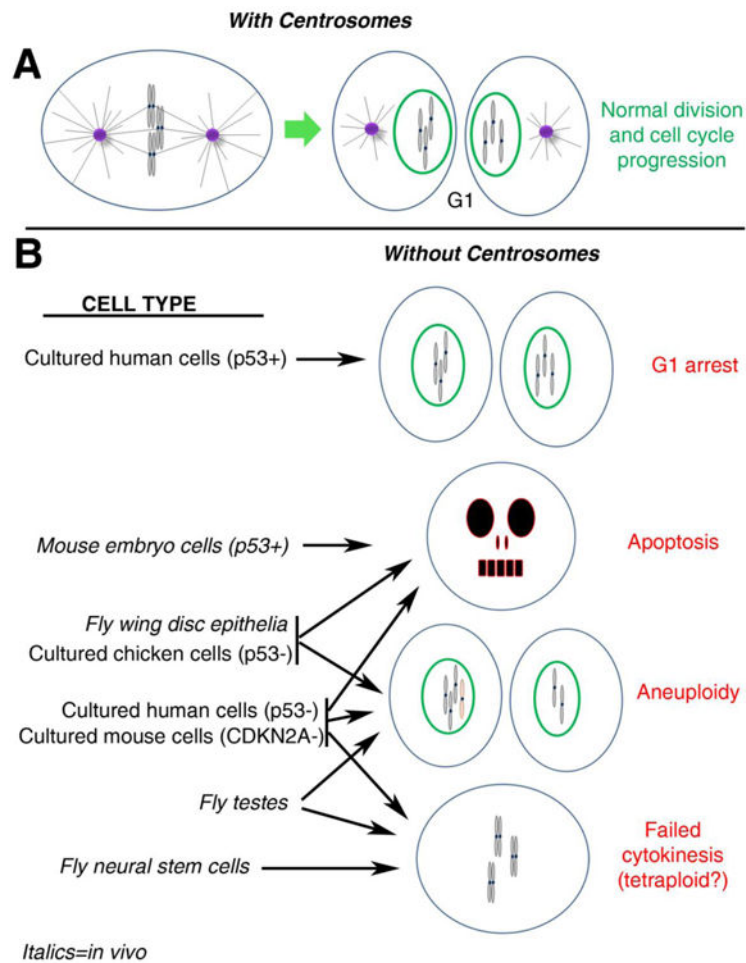 With Centrosomes
A
Normal division
and cell cycle
progression
G1
B
Without Centrosomes
CELL TYPE
Cultured human cells (p53+)
G1 arrest
Mouse embryo cells (p53+)
Apoptosis
Fly wing disc epithelia
Cultured chicken cells (p53-)
Aneuploidy
Cultured human cells (p53-)
Cultured mouse cells (CDKN2A-)
Fly testes
Failed
cytokinesis
(tetraploid?)
Fly neural stem cells
Italics=in vivo